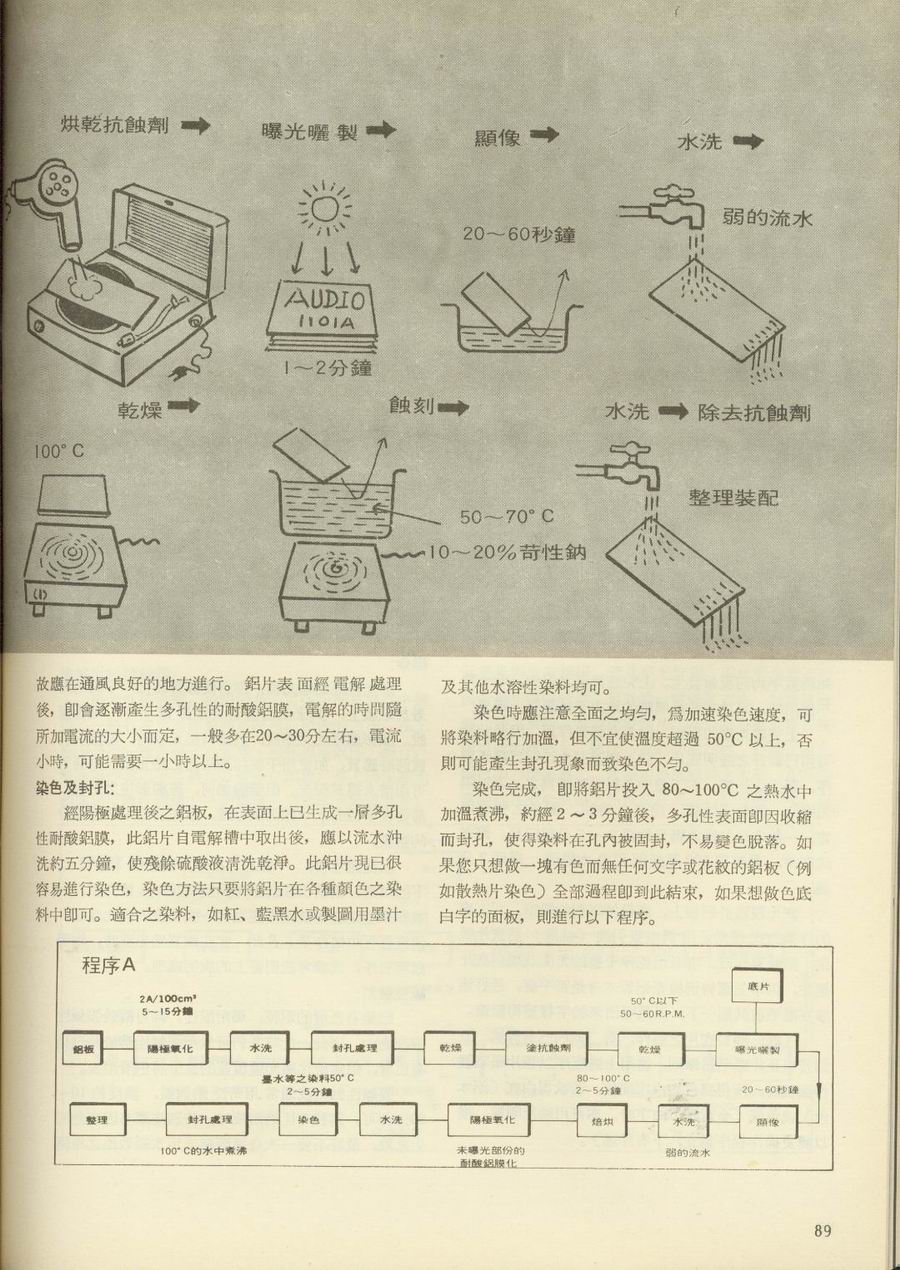 烘乾抗蝕劑
曝光曬製
顯像
水洗
20～60秒鐘
弱的流水
AUDIO
1101A
1～2分鐘
乾燥
蝕刻
水洗
除去抗蝕劑
100°C
整理裝配
50～70°C
10～20%苛性鈉
故應在通風良好的地方進行。鋁片表面經電解處理
後，卽會逐漸產生多孔性的耐酸鋁膜，電解的時間隨
所加電流的大小而定，一般多在20～30分左右，電流
小時，可能需要一小時以上。
染色及封孔：
經陽極處理後之鋁板，在表面上已生成一層多孔
性耐酸鋁膜，此鋁片自電解槽中取出後，應以流水沖
洗約五分鐘，使殘餘硫酸液清洗乾淨。此鋁片現已很
容易進行染色，染色方法只要將鋁片在各種顏色之染
料中卽可。適合之染料，如紅、藍黑水或製圖用墨汁
及其他水溶性染料均可。
染色時應注意全面之均勻，爲加速染色速度，可
將染料略行加溫，但不宜使溫度超過 50°C 以上，否
則可能產生封孔現象而致染色不勻。
染色完成，卽將鋁片投入 80～100°C 之熱水中
加溫煮沸，約經2～3分鐘後，多孔性表面卽因收縮
而封孔，使得染料在孔內被固封，不易變色脫落。如
果您只想做一塊有色而無任何文字或花紋的鋁板（例
如散熱片染色）全部過程卽到此結束，如果想做色底
白字的面板，則進行以下程序。
程序A
底片
2A/100cm²
5～15分鐘
50°C以下
50～60R.P.M.
鋁板
陽極氧化
水洗
封孔處理
乾燥
塗抗蝕劑
乾燥
曝光曬製
墨水等之染料50°C
2～5分鐘
80～100°C
2～5分鐘
20～60秒鐘
整理
封孔處理
染色
水洗
陽極氧化
焙烘
水洗
顯像
100°C的水中煮沸
未曝光部份的
耐酸鋁膜化
弱的流水
89